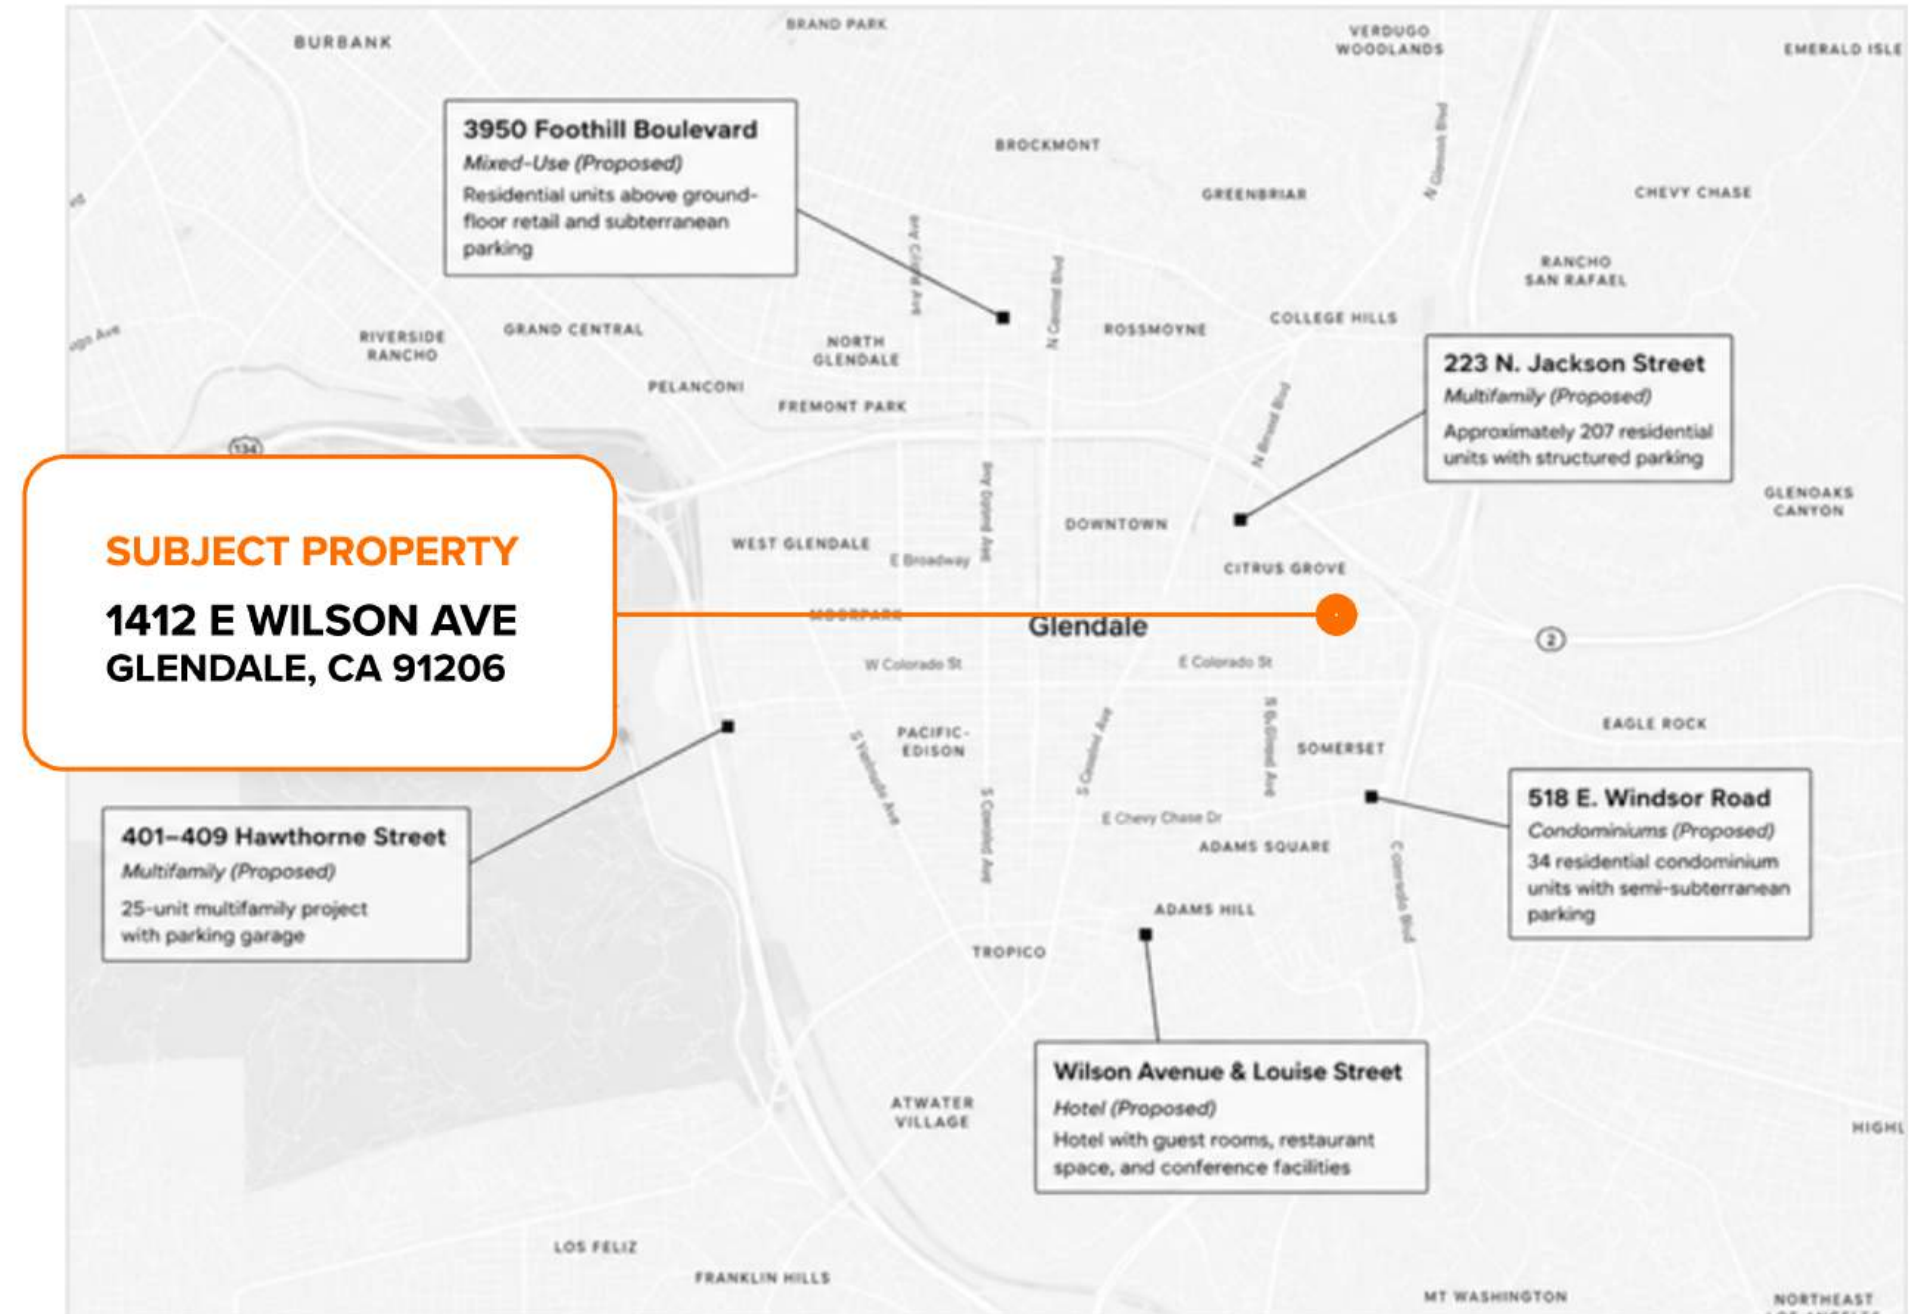 BURBANK
BRAND PARK
VERDUGO
WOODLANDS
EMERALD ISLE
3950 Foothill Boulevard
Mixed-Use (Proposed)
Residential units above ground-
floor retail and subterranean
parking
BROCKMONT
GREENBRIAR
N Glenoaks Blvd
CHEVY CHASE
RANCHO
SAN RAFAEL
N Central Blvd
RIVERSIDE
RANCHO
GRAND CENTRAL
NORTH
GLENDALE
ROSSMOYNE
COLLEGE HILLS
PELANCONI
FREMONT PARK
223 N. Jackson Street
Multifamily (Proposed)
Approximately 207 residential
units with structured parking
N Brand Blvd
134
SUBJECT PROPERTY
1412 E WILSON AVE
GLENDALE, CA 91206
WEST GLENDALE
E Broadway
DOWNTOWN
CITRUS GROVE
GLENOAKS
CANYON
MOORPARK
Glendale
2
W Colorado St
E Colorado St
PACIFIC-
EDISON
S Central Ave
SOMERSET
EAGLE ROCK
S Central Ave
E Chevy Chase Dr
ADAMS SQUARE
401–409 Hawthorne Street
Multifamily (Proposed)
25-unit multifamily project
with parking garage
518 E. Windsor Road
Condominiums (Proposed)
34 residential condominium
units with semi-subterranean
parking
ADAMS HILL
TROPICO
Wilson Avenue & Louise Street
Hotel (Proposed)
Hotel with guest rooms, restaurant
space, and conference facilities
ATWATER
VILLAGE
HIGHL
LOS FELIZ
FRANKLIN HILLS
MT WASHINGTON
NORTHEAST